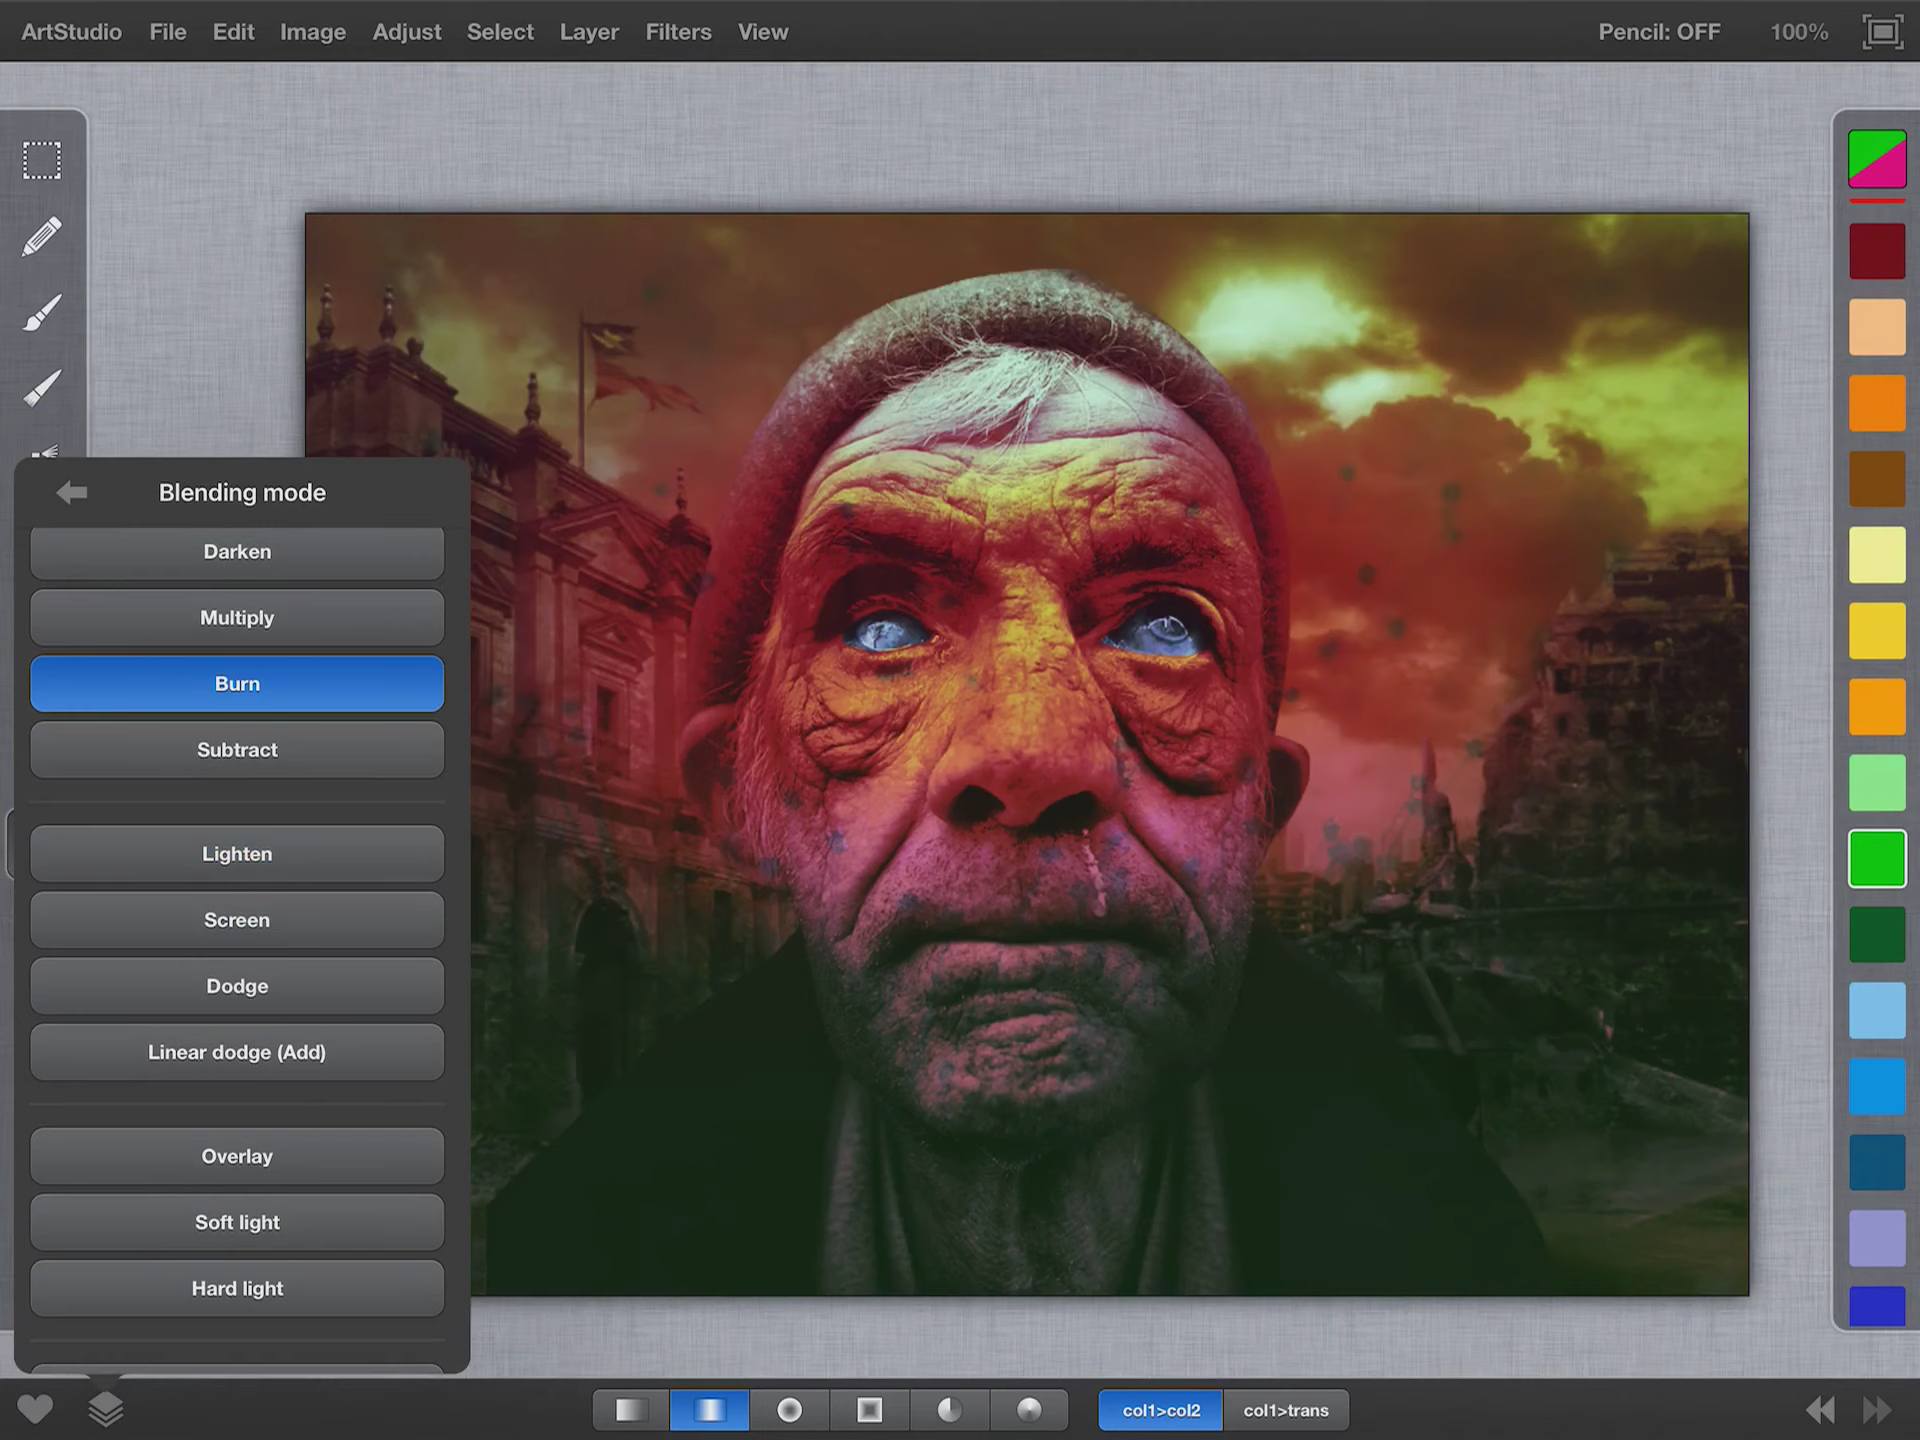 ArtStudio File Edit Image Adjust Select Layer Filters View Pencil: OFF 100%
Blending mode
Darken
Multiply
Burn
Subtract
Lighten
Screen
Dodge
Linear dodge (Add)
Overlay
Soft light
Hard light
col1>col2 col1>trans